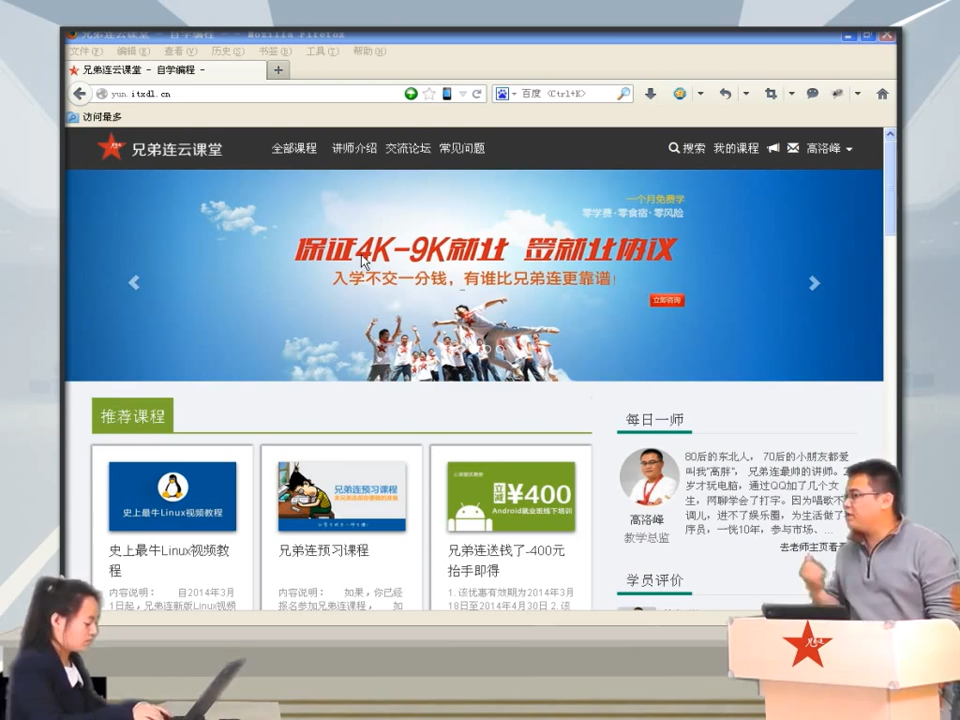 兄弟连云课堂 - 自学编程 - - Mozilla Firefox
文件(F) 编辑(E) 查看(V) 历史(S) 书签(B) 工具(T) 帮助(H)
兄弟连云课堂 - 自学编程 -
yun.itxdl.cn
百度 <Ctrl+K>
访问最多
兄弟连云课堂
全部课程 讲师介绍 交流论坛 常见问题
搜索 我的课程 高洛峰
一个月免费学
零学费·零食宿·零风险
保证4K-9K就业 签就业协议
入学不交一分钱，有谁比兄弟连更靠谱!
立即咨询
推荐课程
每日一师
史上最牛Linux视频教程
兄弟连预习课程
立减¥400
Android就业班线下培训
80后的东北人， 70后的小朋友都爱
叫我"高胖"， 兄弟连最帅的讲师。2
岁才玩电脑，通过QQ加了几个女
生，网聊学会了打字。因为唱歌不
调儿，进不了娱乐圈，为生活做了
序员，一恍10年，参与市场、...
高洛峰
教学总监
去老师主页看
史上最牛Linux视频教
程
兄弟连预习课程
兄弟连送钱了-400元
抬手即得
学员评价
内容说明： 自2014年3月
1日起，兄弟连新版Linux视频
内容说明： 如果，你已经
报名参加兄弟连课程， 如
1. 该优惠有效期为2014年3月
18日至2014年4月30日 2. 该